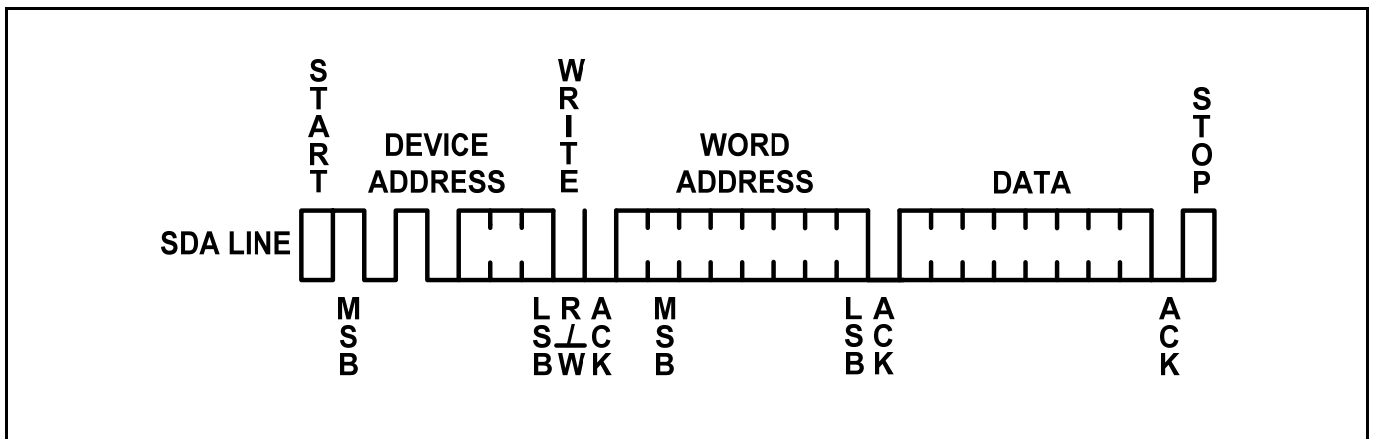 START
WRITE
STOP
DEVICE
ADDRESS
WORD
ADDRESS
DATA
SDA LINE
MSB
LSB
R/W
ACK
MSB
LSB
ACK
ACK